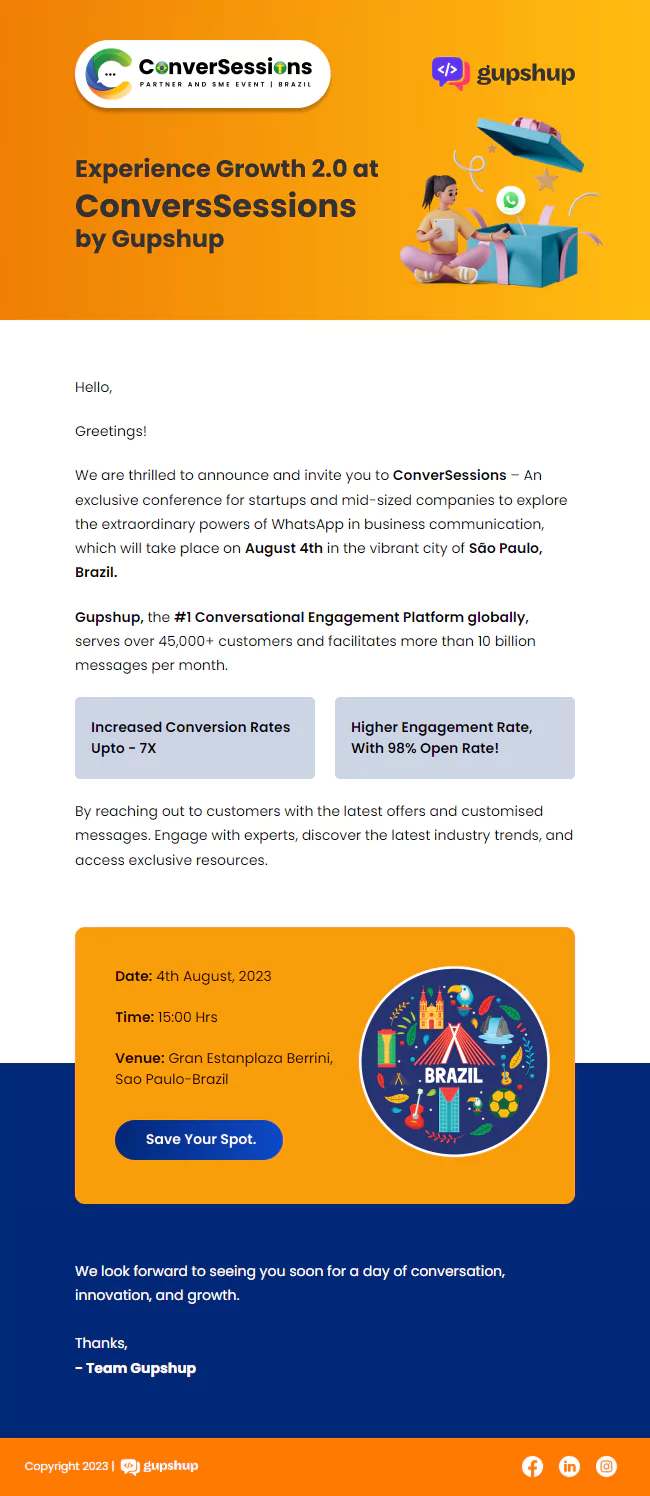 ConverSessions
PARTNER AND SME EVENT | BRAZIL
</> gupshup
Experience Growth 2.0 at
ConversSessions
by Gupshup
Hello,
Greetings!
We are thrilled to announce and invite you to ConverSessions – An
exclusive conference for startups and mid-sized companies to explore
the extraordinary powers of WhatsApp in business communication,
which will take place on August 4th in the vibrant city of São Paulo,
Brazil.
Gupshup, the #1 Conversational Engagement Platform globally,
serves over 45,000+ customers and facilitates more than 10 billion
messages per month.
Increased Conversion Rates
Upto - 7X
Higher Engagement Rate,
With 98% Open Rate!
By reaching out to customers with the latest offers and customised
messages. Engage with experts, discover the latest industry trends, and
access exclusive resources.
Date: 4th August, 2023
Time: 15:00 Hrs
Venue: Gran Estanplaza Berrini,
Sao Paulo-Brazil
BRAZIL
Save Your Spot.
We look forward to seeing you soon for a day of conversation,
innovation, and growth.
Thanks,
- Team Gupshup
Copyright 2023 | </> gupshup